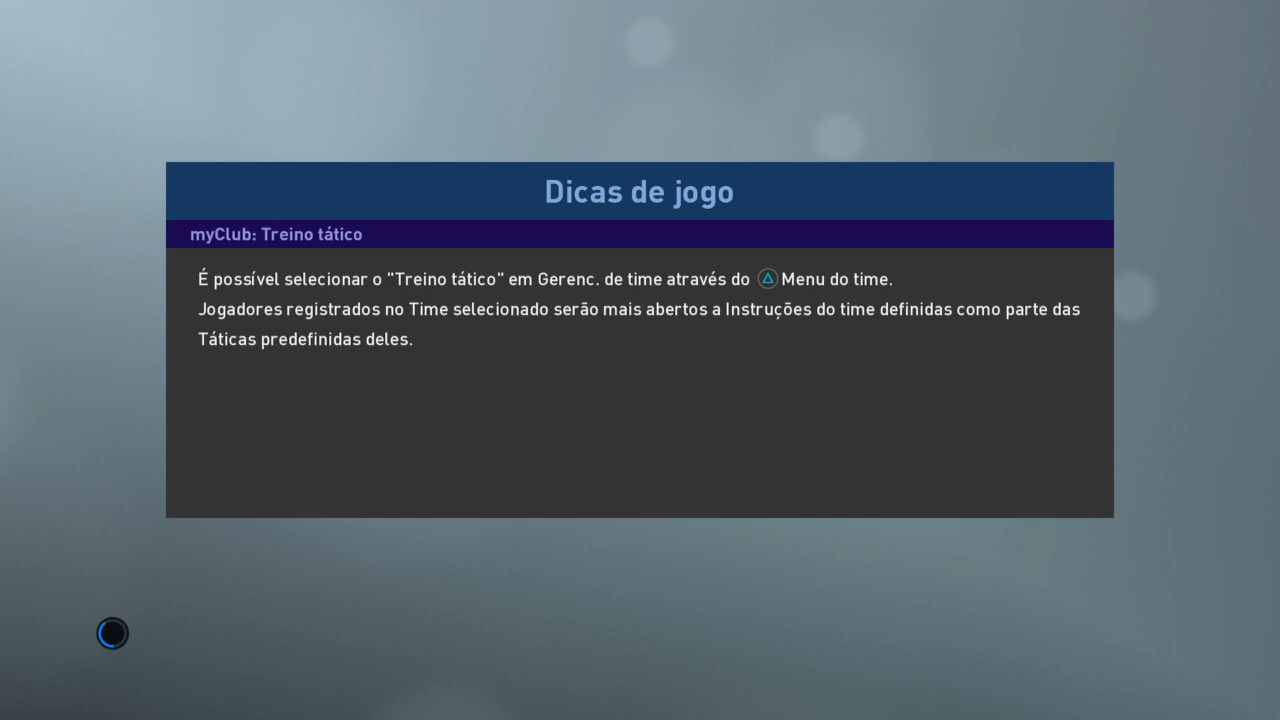 Dicas de jogo
myClub: Treino tático
É possível selecionar o "Treino tático" em Gerenc. de time através do △ Menu do time.
Jogadores registrados no Time selecionado serão mais abertos a Instruções do time definidas como parte das
Táticas predefinidas deles.